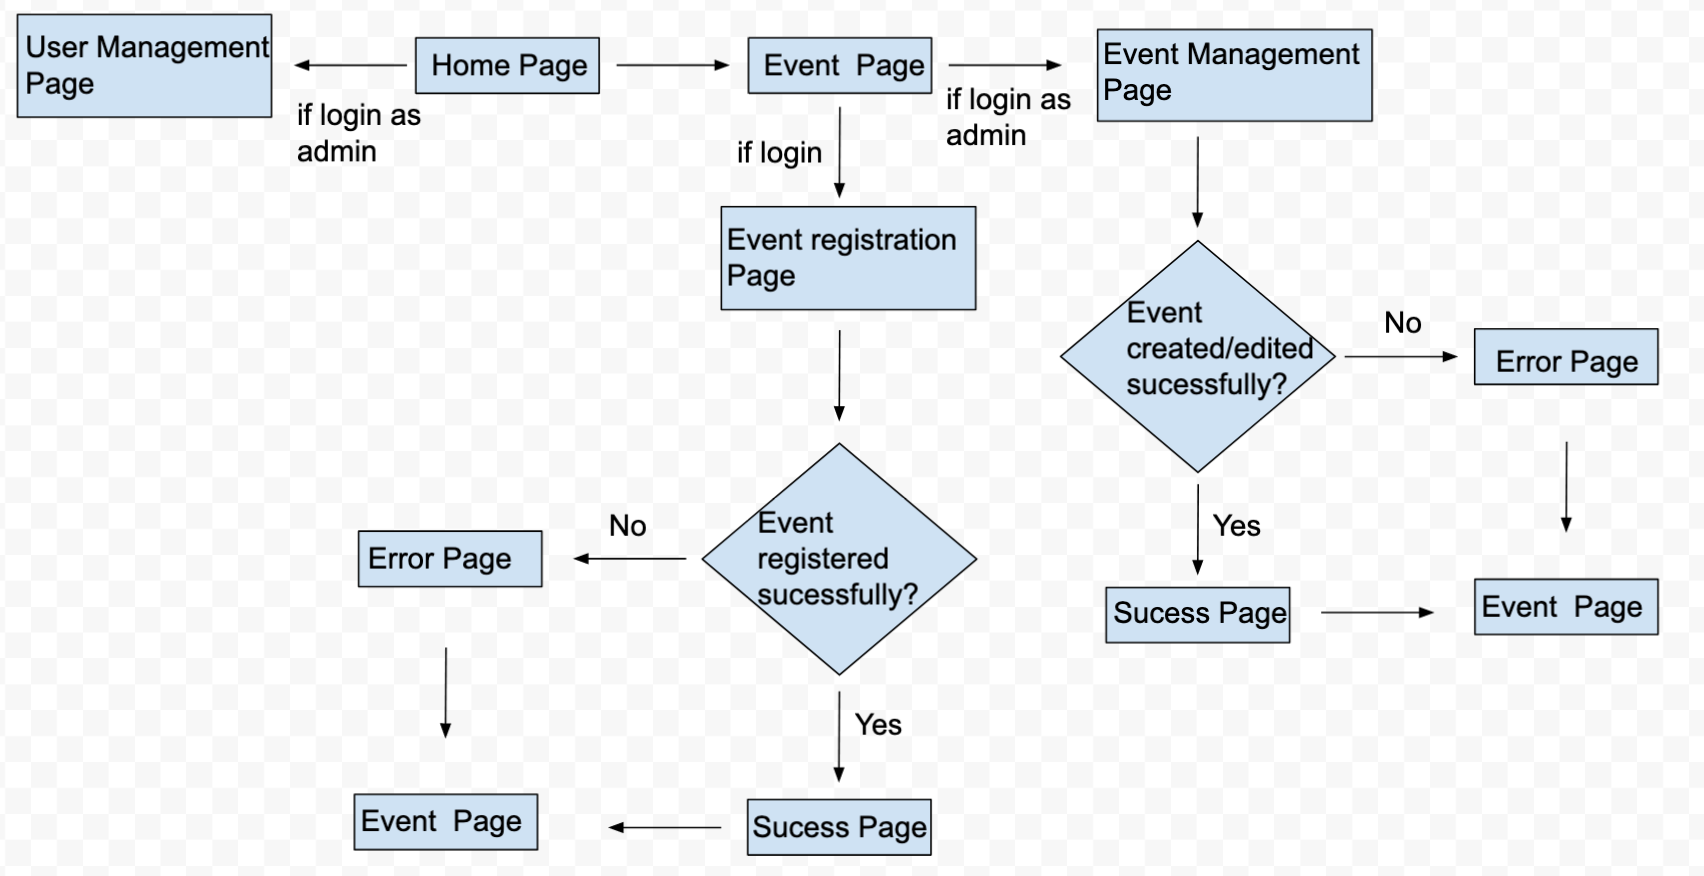 User Management
Page
Home Page
Event  Page
Event Management
Page
if login as
admin
if login
if login as
admin
Event registration
Page
Event
created/edited
sucessfully?
No
Error Page
Event
registered
sucessfully?
No
Error Page
Yes
Sucess Page
Event  Page
Yes
Event  Page
Sucess Page